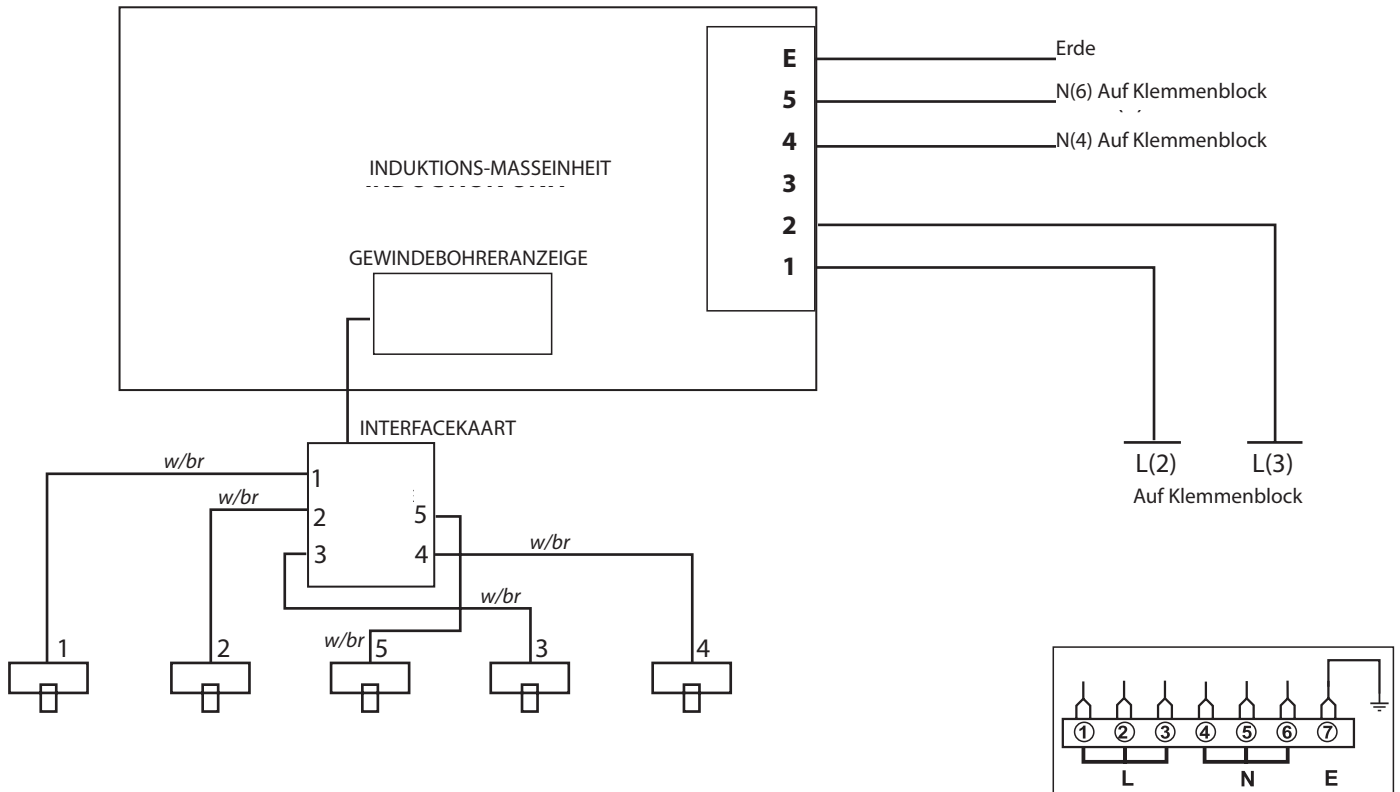 E
Erde
5
N(6) Auf Klemmenblock
4
N(4) Auf Klemmenblock
3
2
1
INDUKTIONS-MASSEINHEIT
GEWINDEBOHRERANZEIGE
INTERFACEKAART
w/br
1
w/br
2
5
3
4
w/br
w/br
w/br
1
2
5
3
4
L(2)
L(3)
Auf Klemmenblock
1 2 3 4 5 6 7
L N E